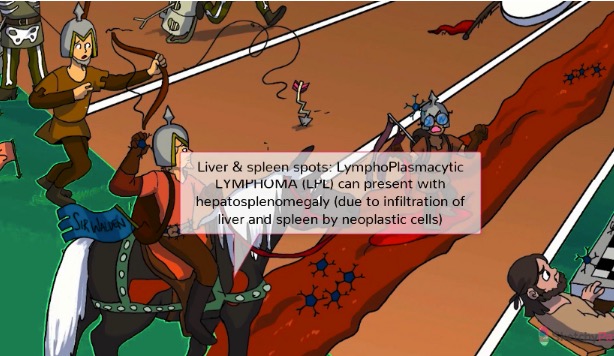 Liver & spleen spots: LymphoPlasmacytic
LYMPHOMA (LPL) can present with
hepatosplenomegaly (due to infiltration of
liver and spleen by neoplastic cells)
SIR